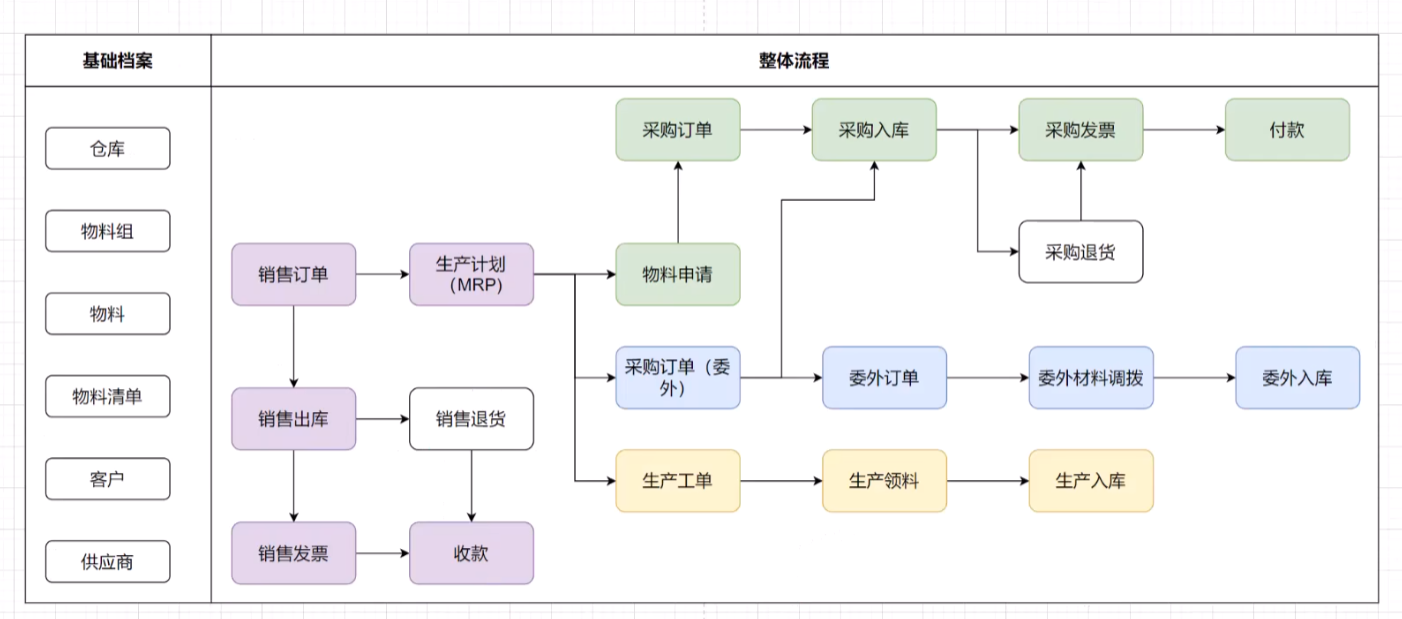 基础档案
整体流程
仓库
物料组
物料
物料清单
客户
供应商
采购订单
采购入库
采购发票
付款
采购退货
销售订单
生产计划
（MRP）
物料申请
采购订单（委
外）
委外订单
委外材料调拨
委外入库
销售出库
销售退货
生产工单
生产领料
生产入库
销售发票
收款